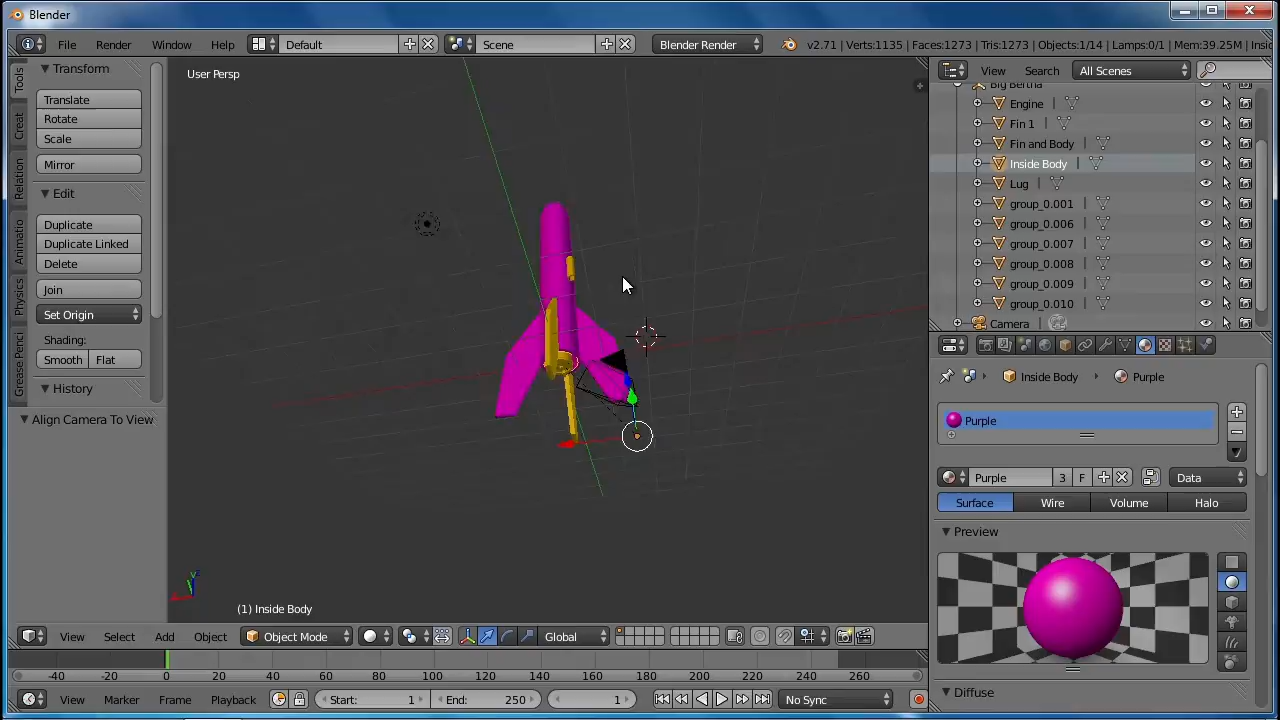 Blender
File Render Window Help Default Scene Blender Render v2.71 | Verts:1135 | Faces:1273 | Tris:1273 | Objects:1/14 | Lamps:0/1 | Mem:39.25M
Tools
Creat
Relation
Animatio
Physics
Grease Penci
Transform
Translate
Rotate
Scale
Mirror
Edit
Duplicate
Duplicate Linked
Delete
Join
Set Origin
Shading:
Smooth Flat
History
Align Camera To View
User Persp
(1) Inside Body
View Search All Scenes
Big Bertha
Engine
Fin 1
Fin and Body
Inside Body
Lug
group_0.001
group_0.006
group_0.007
group_0.008
group_0.009
group_0.010
Camera
Inside Body Purple
Purple
Purple 3 F Data
Surface Wire Volume Halo
Preview
Diffuse
View Select Add Object Object Mode Global
-40 -20 0 20 40 60 80 100 120 140 160 180 200 220 240 260
View Marker Frame Playback Start: 1 End: 250 1 No Sync